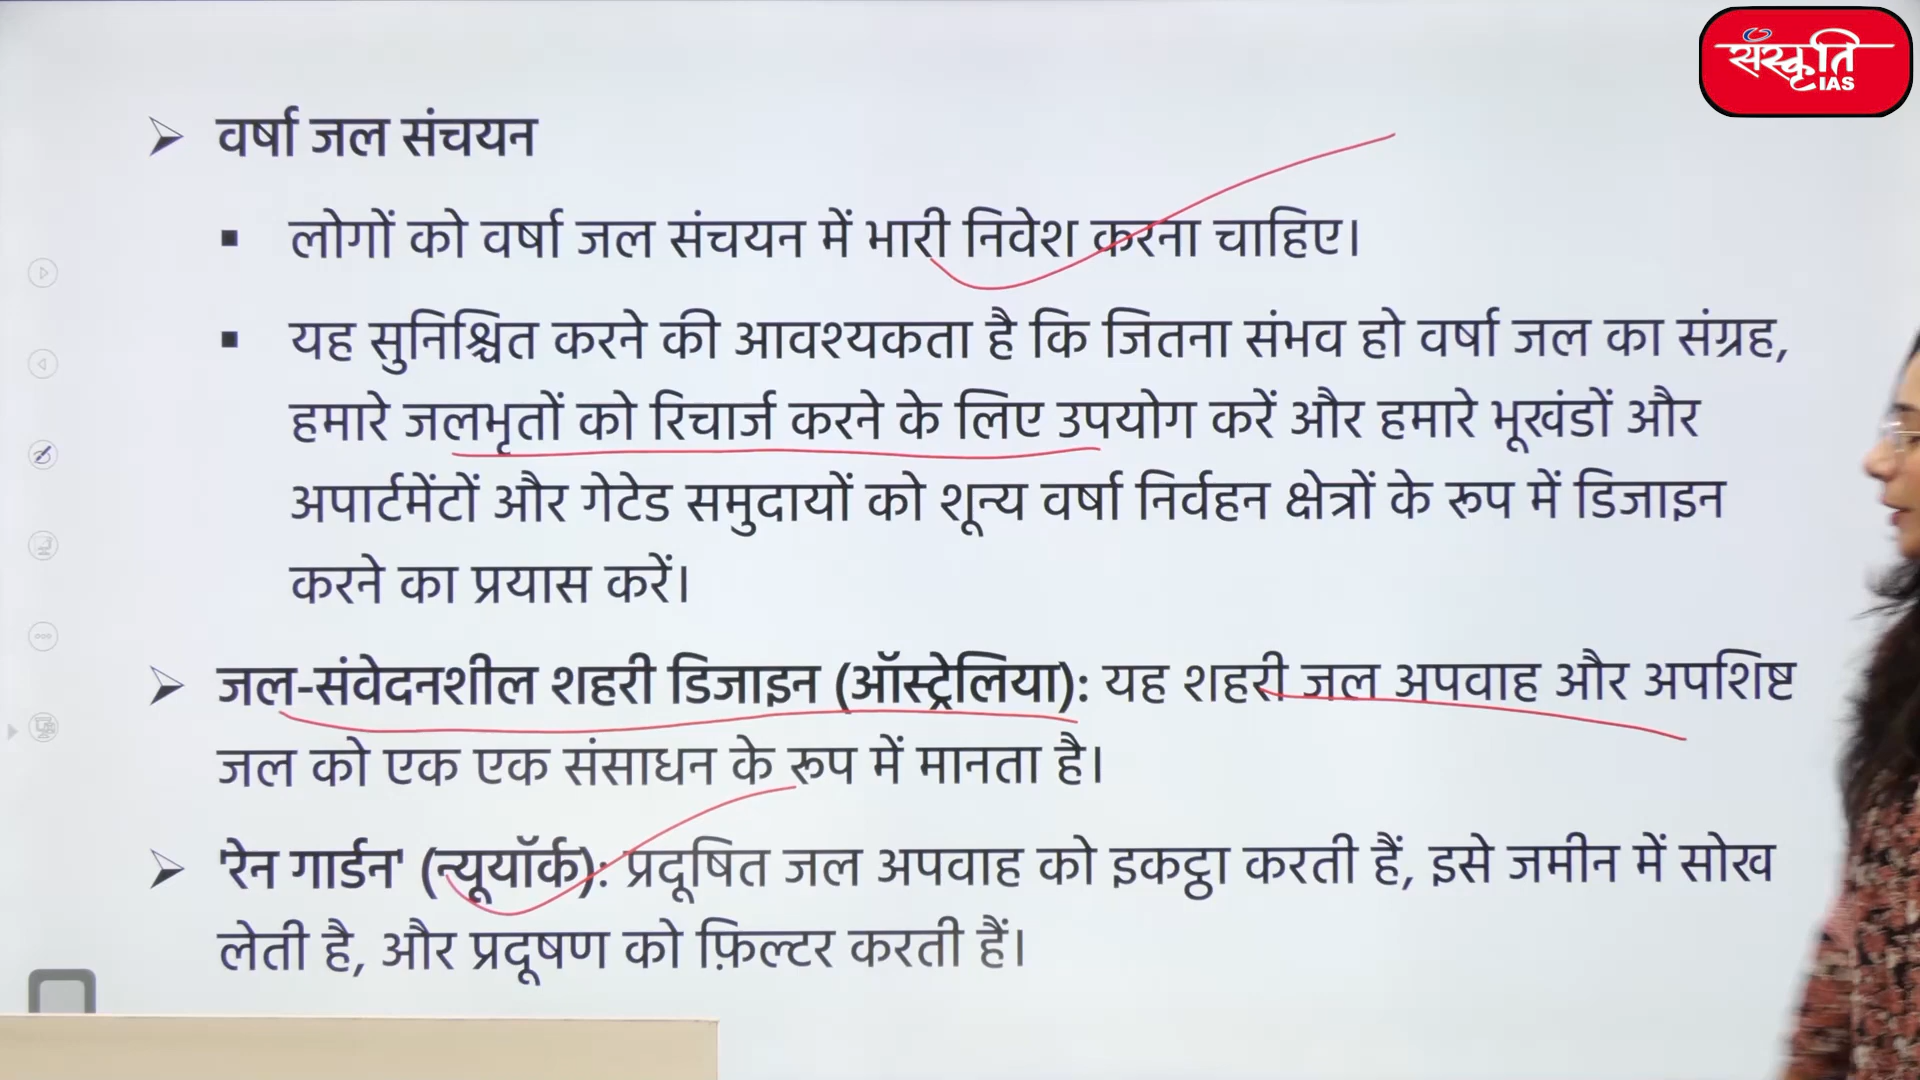 संस्कृति
IAS
वर्षा जल संचयन
लोगों को वर्षा जल संचयन में भारी निवेश करना चाहिए।
यह सुनिश्चित करने की आवश्यकता है कि जितना संभव हो वर्षा जल का संग्रह,
हमारे जलभृतों को रिचार्ज करने के लिए उपयोग करें और हमारे भूखंडों और
अपार्टमेंटों और गेटेड समुदायों को शून्य वर्षा निर्वहन क्षेत्रों के रूप में डिजाइन
करने का प्रयास करें।
जल-संवेदनशील शहरी डिजाइन (ऑस्ट्रेलिया): यह शहरी जल अपवाह और अपशिष्ट
जल को एक एक संसाधन के रूप में मानता है।
'रेन गार्डन' (न्यूयॉर्क): प्रदूषित जल अपवाह को इकट्ठा करती हैं, इसे जमीन में सोख
लेती है, और प्रदूषण को फ़िल्टर करती हैं।